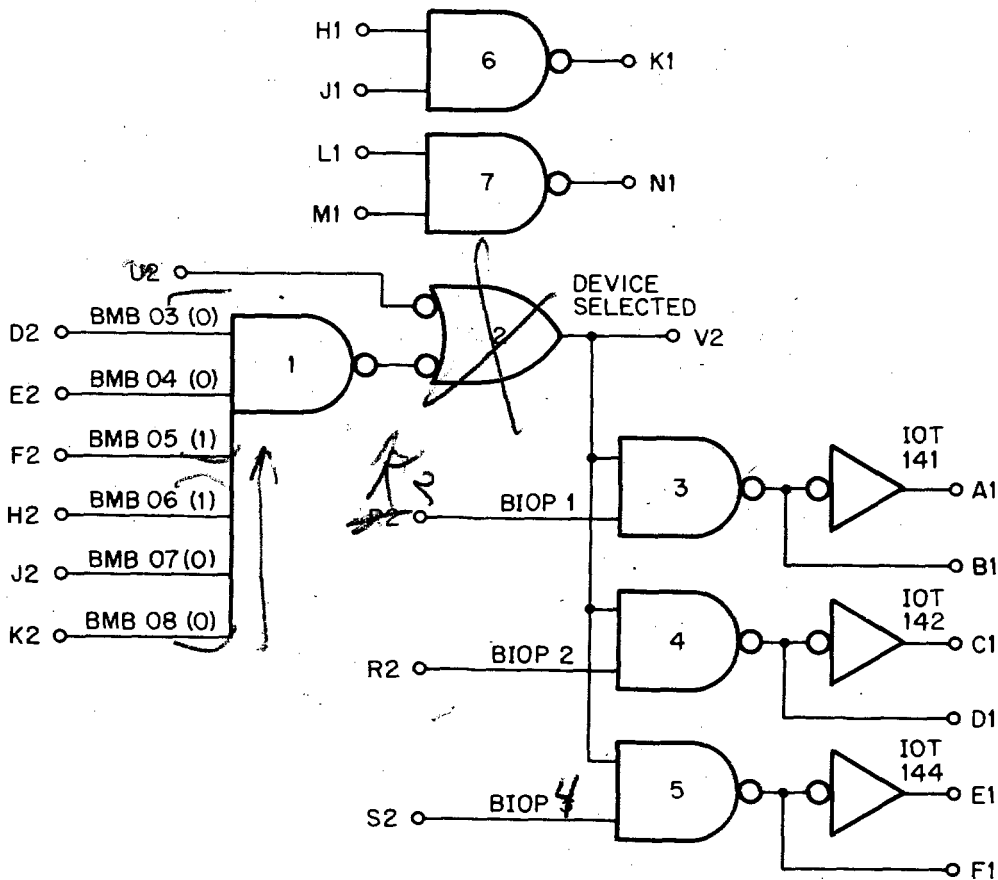 H1
6
K1
J1
L1
7
N1
M1
U2
DEVICE
SELECTED
BMB 03 (0)
D2
2
V2
1
BMB 04 (0)
E2
BMB 05 (1)
F2
IOT
141
BMB 06 (1)
H2
3
A1
P2
BIOP 1
BMB 07 (0)
J2
B1
BMB 08 (0)
K2
IOT
142
4
C1
BIOP 2
R2
D1
IOT
144
5
E1
BIOP 4
S2
F1